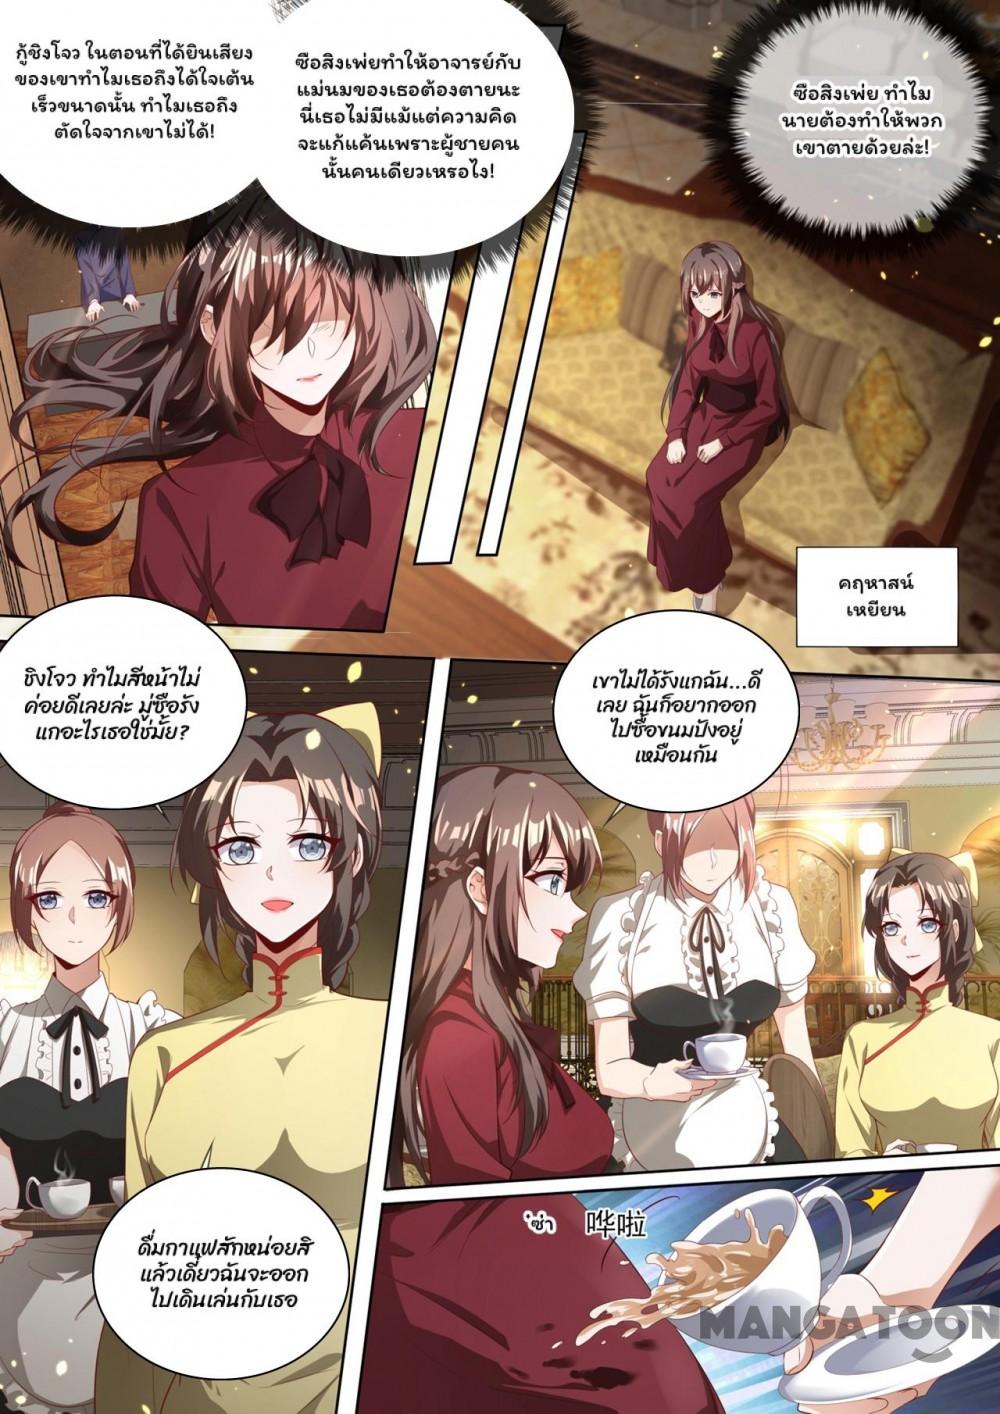 กู้ชิงโจว ในตอนที่ได้ยินเสียง
ของเขาทำไมเธอถึงได้ใจเต้น
เร็วขนาดนั้น ทำไมเธอถึง
ตัดใจจากเขาไม่ได้!
ซือสิงเพ่ยทำให้อาจารย์กับ
แม่นมของเธอต้องตายนะ
นี่เธอไม่มีแม้แต่ความคิด
จะแก้แค้นเพราะผู้ชายคน
นั้นคนเดียวเหรอไง!
ซือสิงเพ่ย ทำไม
นายต้องทำให้พวก
เขาตายด้วยล่ะ!
คฤหาสน์
เหยียน
ชิงโจว ทำไมสีหน้าไม่
ค่อยดีเลยล่ะ มู่ซือรัง
แกอะไรเธอใช่มั้ย?
เขาไม่ได้รังแกฉัน...ดี
เลย ฉันก็อยากออก
ไปซื้อขนมปังอยู่
เหมือนกัน
ดื่มกาแฟสักหน่อยสิ
แล้วเดี๋ยวฉันจะออก
ไปเดินเล่นกับเธอ
ซ่า
哗啦
MANGATOON